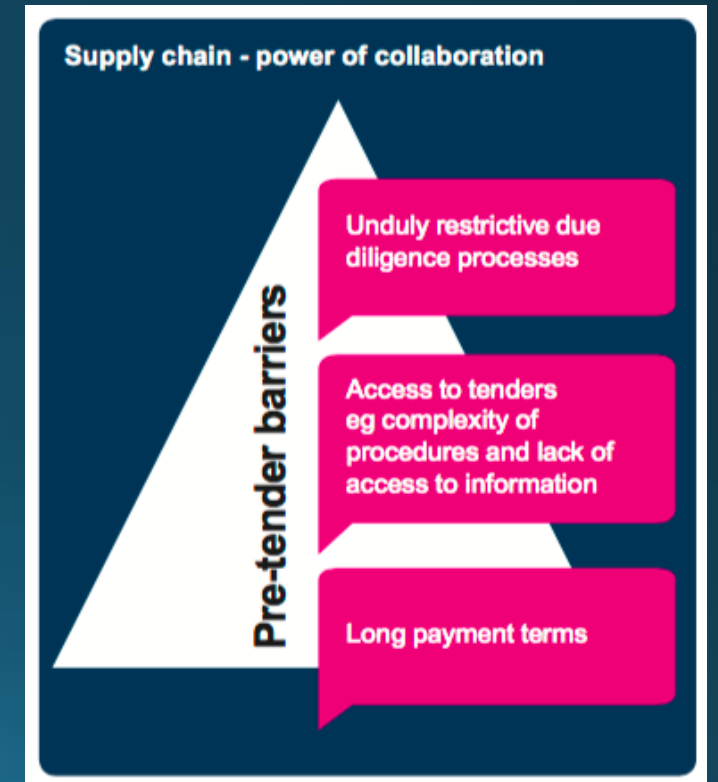 Supply chain - power of collaboration
Unduly restrictive due
diligence processes
Pre-tender barriers
Access to tenders
eg complexity of
procedures and lack of
access to information
Long payment terms